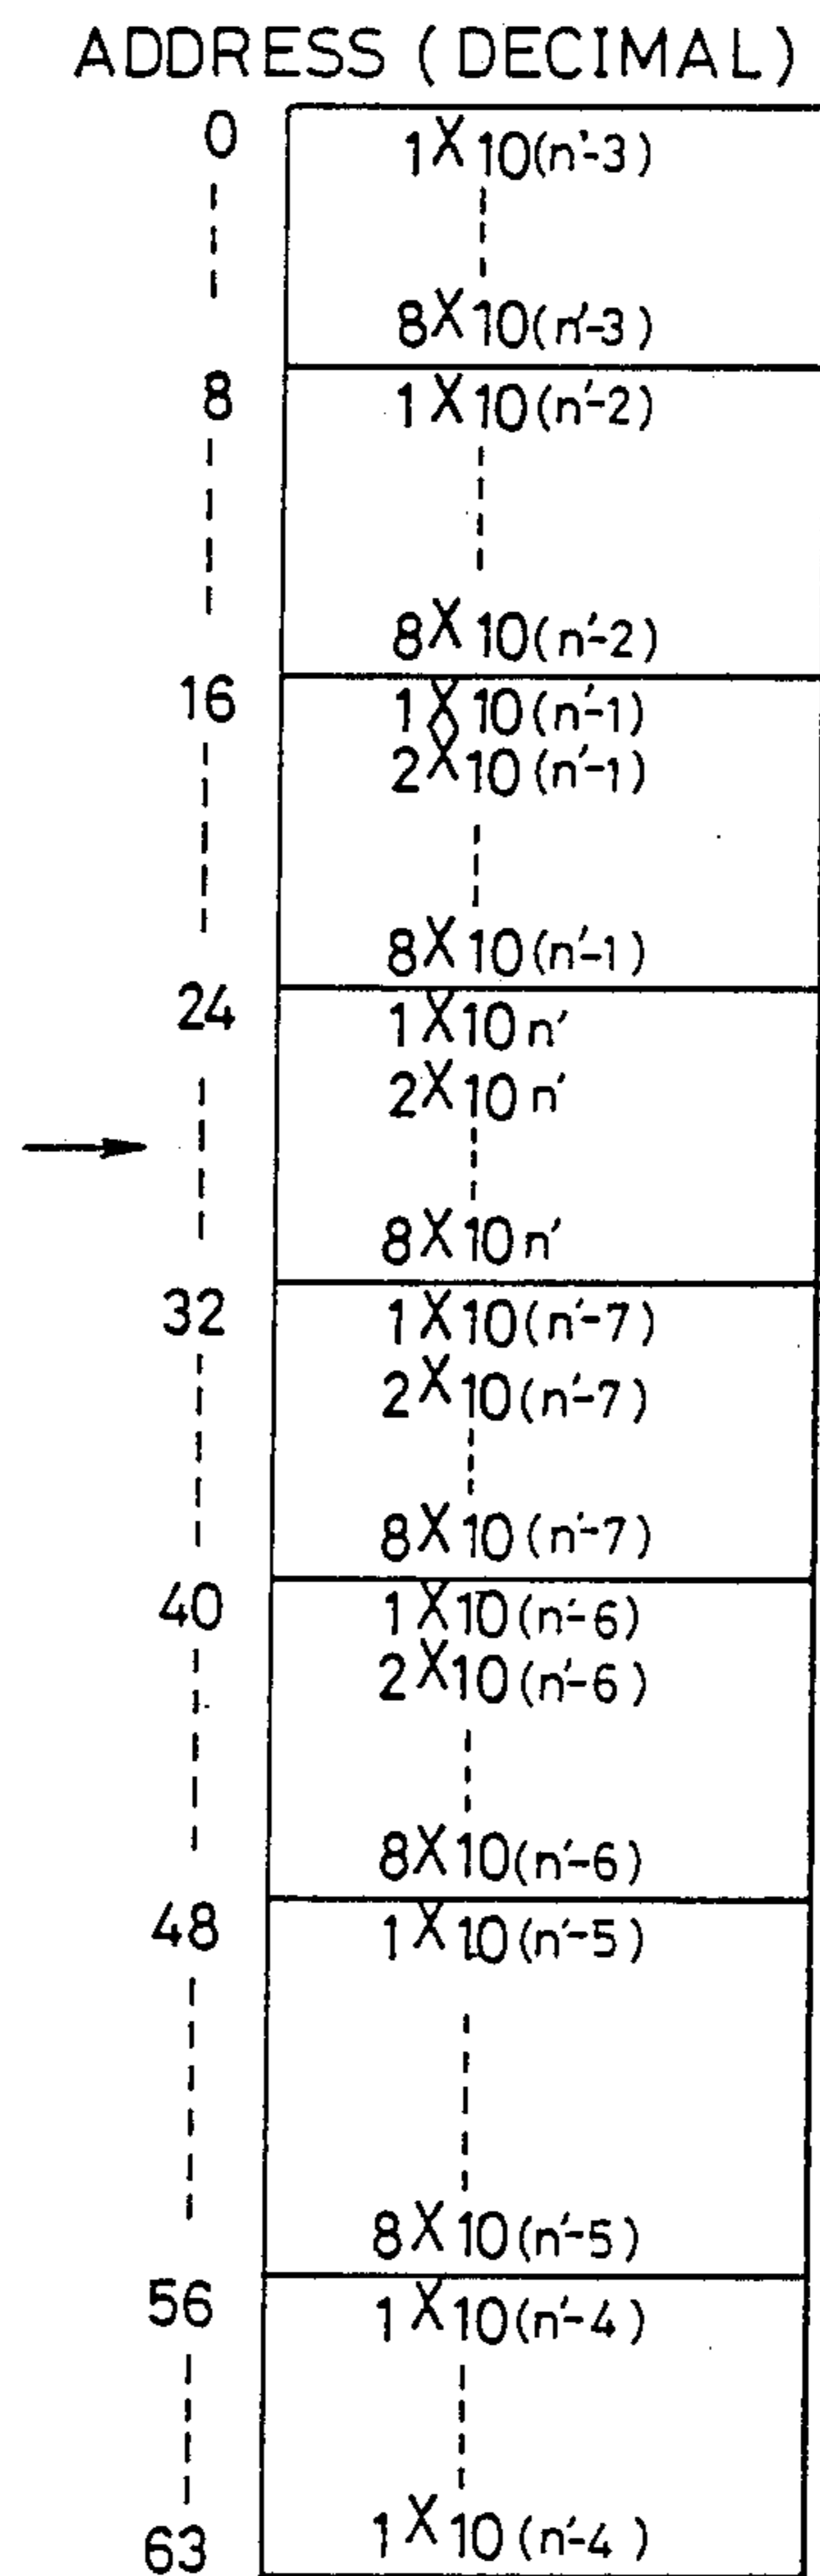 ADDRESS (DECIMAL)
0 1X10(n'-3)
8X10(n'-3)
8 1X10(n'-2)
8X10(n'-2)
16 1X10(n'-1)
2X10(n'-1)
8X10(n'-1)
24 1X10n'
2X10n'
8X10n'
32 1X10(n'-7)
2X10(n'-7)
8X10(n'-7)
40 1X10(n'-6)
2X10(n'-6)
8X10(n'-6)
48 1X10(n'-5)
8X10(n'-5)
56 1X10(n'-4)
63 1X10(n'-4)